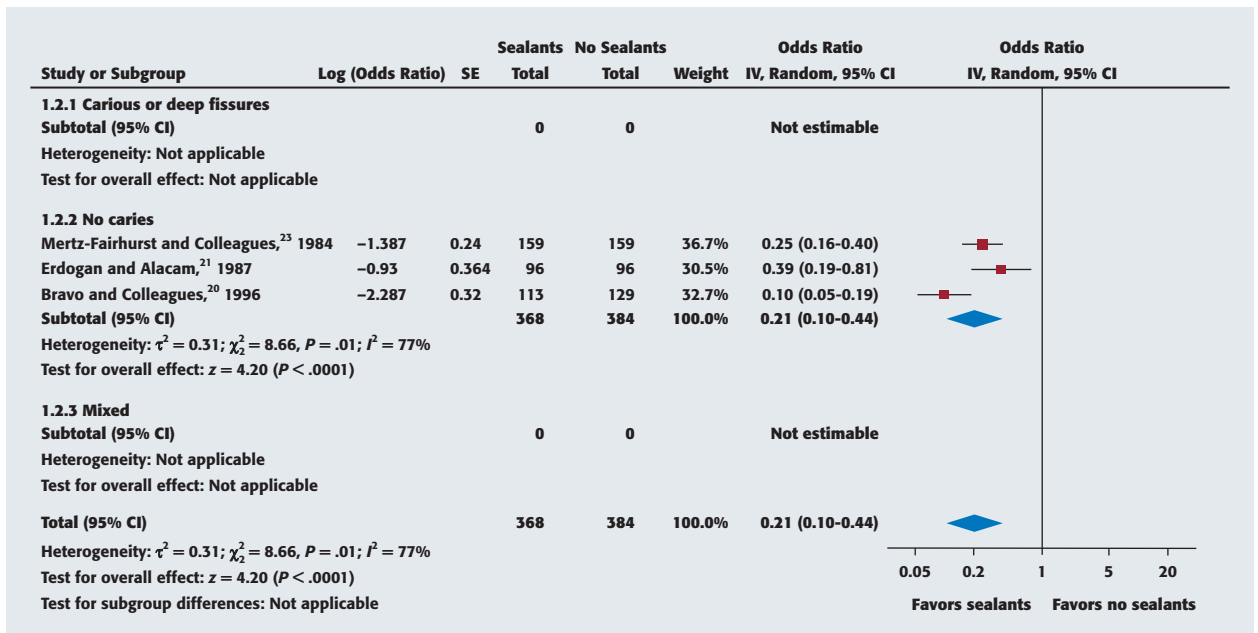 Sealants No Sealants Odds Ratio Odds Ratio
Study or Subgroup Log (Odds Ratio) SE Total Total Weight IV, Random, 95% CI IV, Random, 95% CI
1.2.1 Carious or deep fissures
Subtotal (95% CI) 0 0 Not estimable
Heterogeneity: Not applicable
Test for overall effect: Not applicable
1.2.2 No caries
Mertz-Fairhurst and Colleagues,²³ 1984 –1.387 0.24 159 159 36.7% 0.25 (0.16-0.40)
Erdogan and Alacam,²¹ 1987 –0.93 0.364 96 96 30.5% 0.39 (0.19-0.81)
Bravo and Colleagues,²⁰ 1996 –2.287 0.32 113 129 32.7% 0.10 (0.05-0.19)
Subtotal (95% CI) 368 384 100.0% 0.21 (0.10-0.44)
Heterogeneity: τ² = 0.31; χ²₂ = 8.66, P = .01; I² = 77%
Test for overall effect: z = 4.20 (P < .0001)
1.2.3 Mixed
Subtotal (95% CI) 0 0 Not estimable
Heterogeneity: Not applicable
Test for overall effect: Not applicable
Total (95% CI) 368 384 100.0% 0.21 (0.10-0.44)
Heterogeneity: τ² = 0.31; χ²₂ = 8.66, P = .01; I² = 77%
Test for overall effect: z = 4.20 (P < .0001)
Test for subgroup differences: Not applicable
0.05 0.2 1 5 20
Favors sealants Favors no sealants